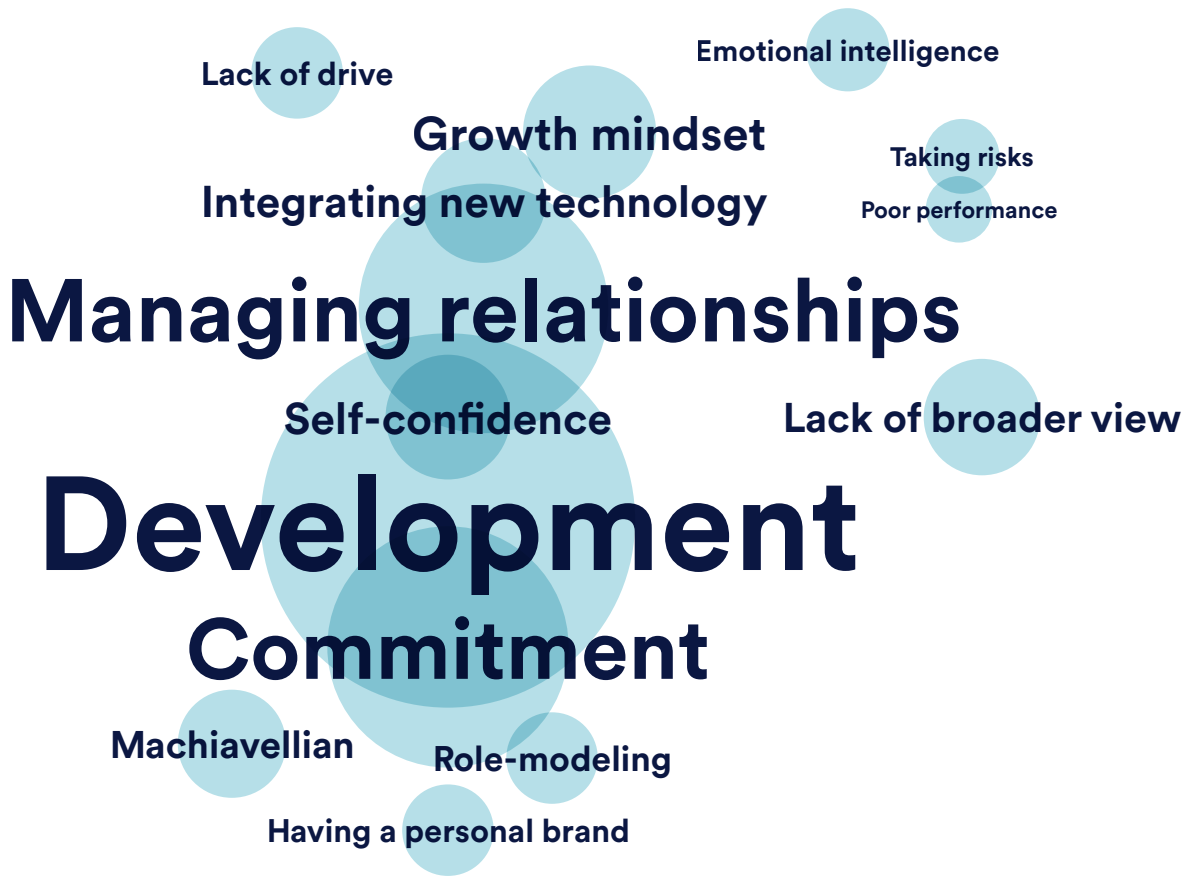 Emotional intelligence
Lack of drive
Growth mindset
Taking risks
Integrating new technology
Poor performance
Managing relationships
Self-confidence
Lack of broader view
Development
Commitment
Machiavellian
Role-modeling
Having a personal brand